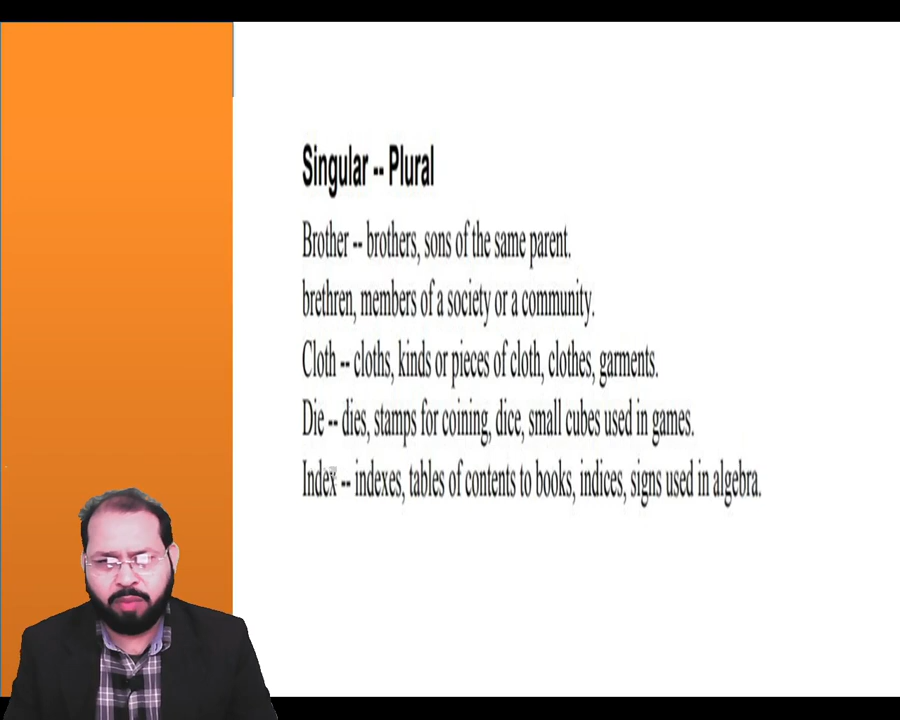 Singular -- Plural
Brother -- brothers, sons of the same parent.
brethren, members of a society or a community.
Cloth -- cloths, kinds or pieces of cloth, clothes, garments.
Die -- dies, stamps for coining, dice, small cubes used in games.
Index -- indexes, tables of contents to books, indices, signs used in algebra.